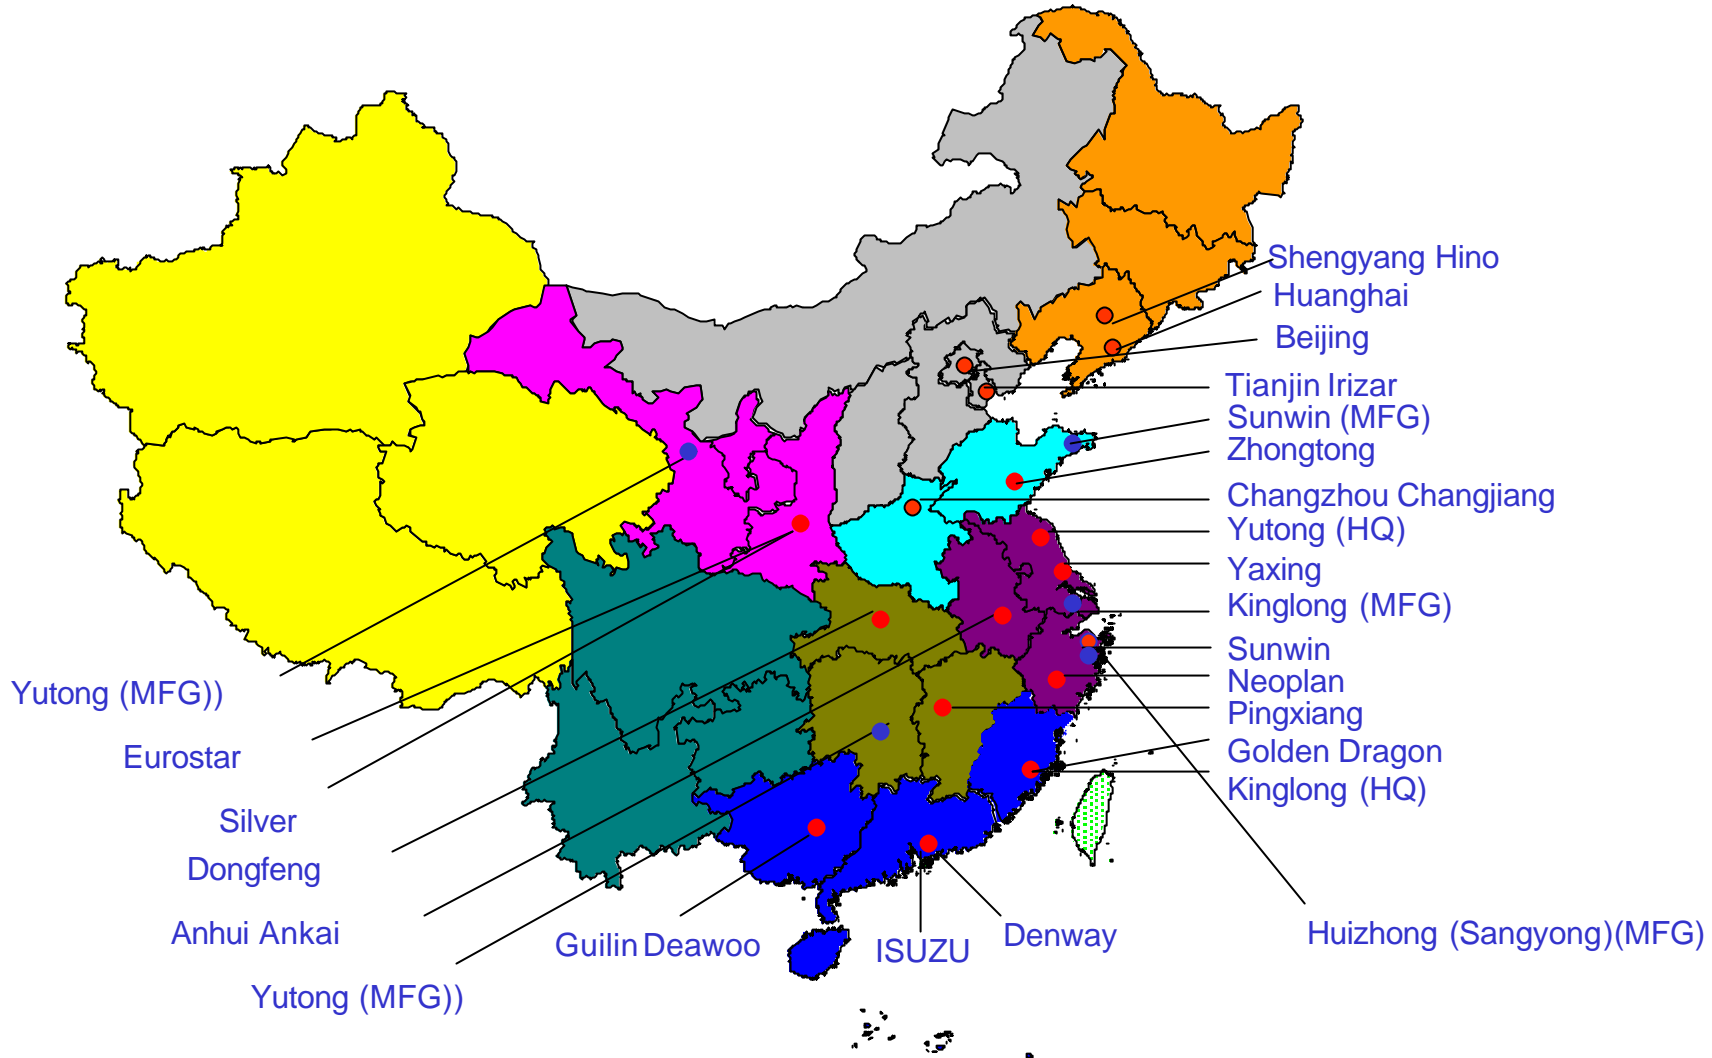 Shengyang Hino
Huanghai
Beijing
Tianjin Irizar
Sunwin (MFG)
Zhongtong
Changzhou Changjiang
Yutong (HQ)
Yaxing
Kinglong (MFG)
Sunwin
Neoplan
Pingxiang
Golden Dragon
Kinglong (HQ)
Yutong (MFG))
Eurostar
Silver
Dongfeng
Anhui Ankai
Yutong (MFG))
Guilin Deawoo
ISUZU
Denway
Huizhong (Sangyong)(MFG)